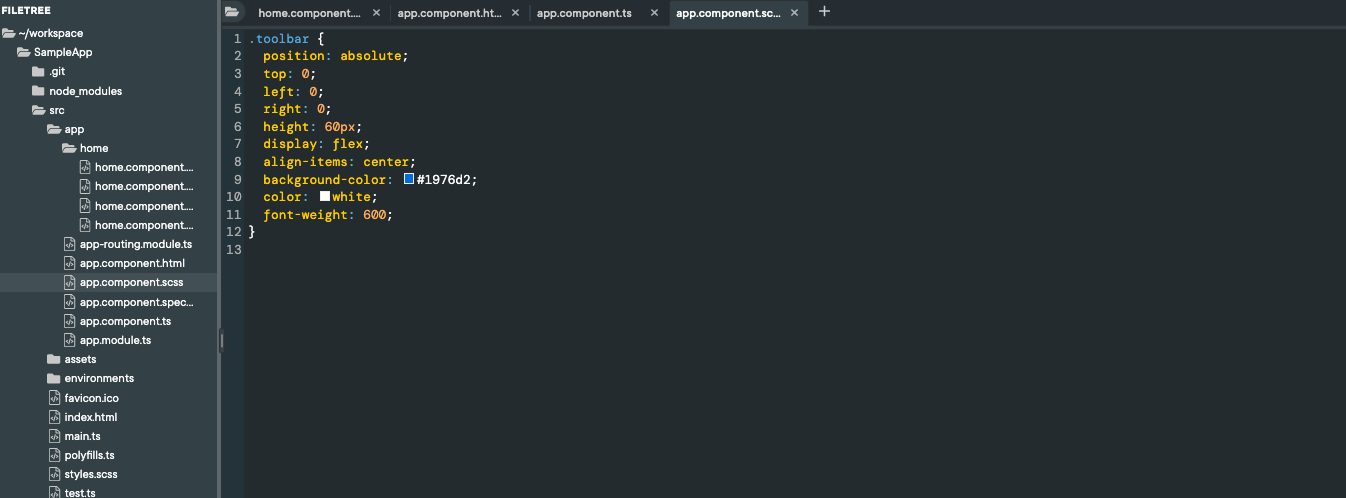 FILETREE
~/workspace
SampleApp
.git
node_modules
src
app
home
home.component....
home.component....
home.component....
home.component....
app-routing.module.ts
app.component.html
app.component.scss
app.component.spec...
app.component.ts
app.module.ts
assets
environments
favicon.ico
index.html
main.ts
polyfills.ts
styles.scss
test.ts
home.component.... × app.component.ht... × app.component.ts × app.component.sc... × +
1 .toolbar {
2   position: absolute;
3   top: 0;
4   left: 0;
5   right: 0;
6   height: 60px;
7   display: flex;
8   align-items: center;
9   background-color: #1976d2;
10   color: white;
11   font-weight: 600;
12 }
13